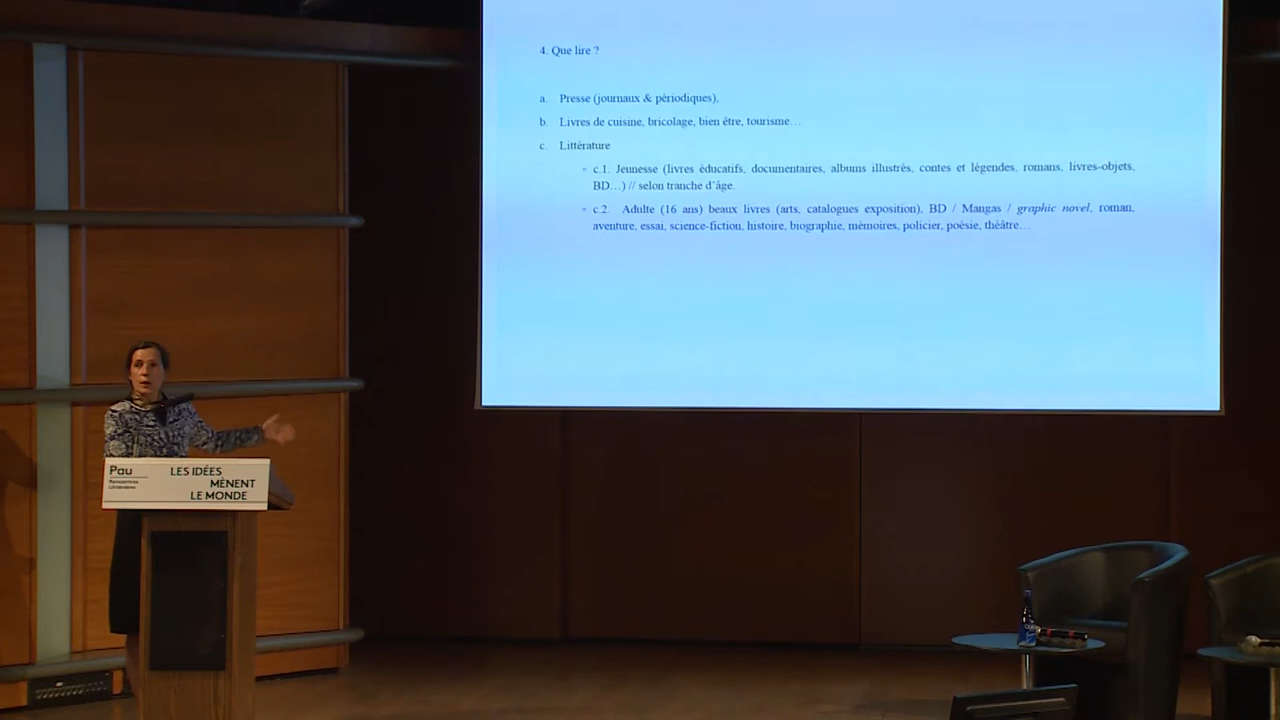 4. Que lire ?
a. Presse (journaux & périodiques),
b. Livres de cuisine, bricolage, bien être, tourisme…
c. Littérature
c.1. Jeunesse (livres éducatifs, documentaires, albums illustrés, contes et légendes, romans, livres-objets,
BD…) // selon tranche d'âge.
c.2. Adulte (16 ans) beaux livres (arts, catalogues exposition), BD / Mangas / graphic novel, roman,
aventure, essai, science-fiction, histoire, biographie, mémoires, policier, poésie, théâtre…
Pau
Rencontres
Littéraires
LES IDÉES
MÈNENT
LE MONDE